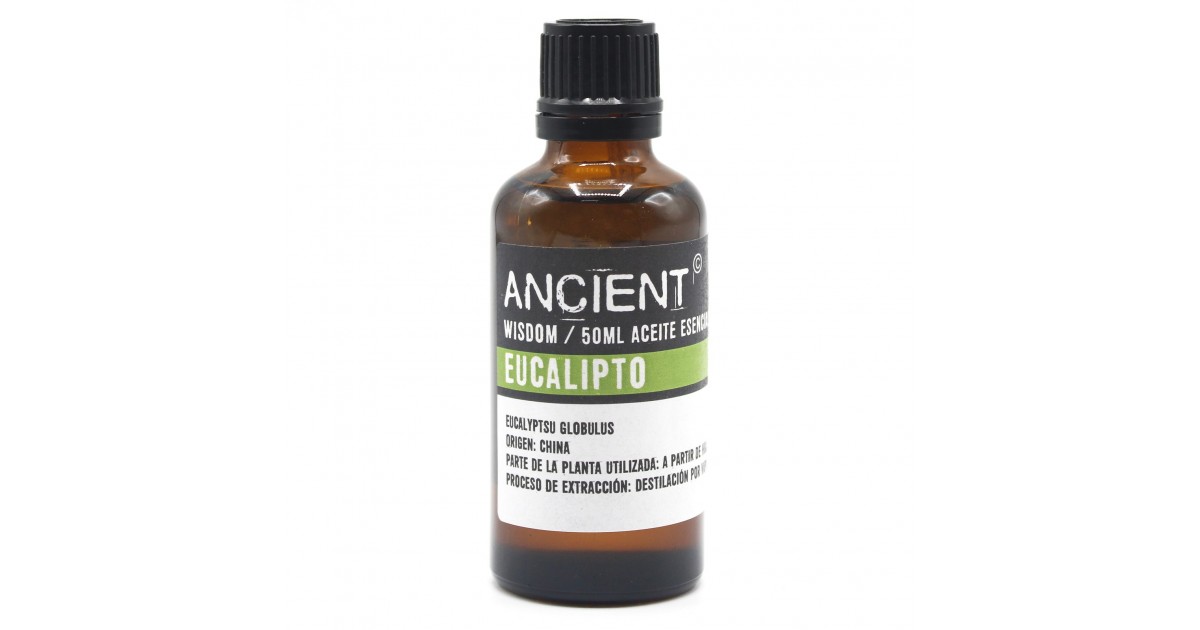 ANCIENT ©
WISDOM / 50ML ACEITE
EUCALIPTO
EUCALYPTSU GLOBULUS
ORIGEN: CHINA
PARTE DE LA PLANTA UTILIZADA: A PARTIR DE
PROCESO DE EXTRACCIÓN: DESTILACIÓN POR